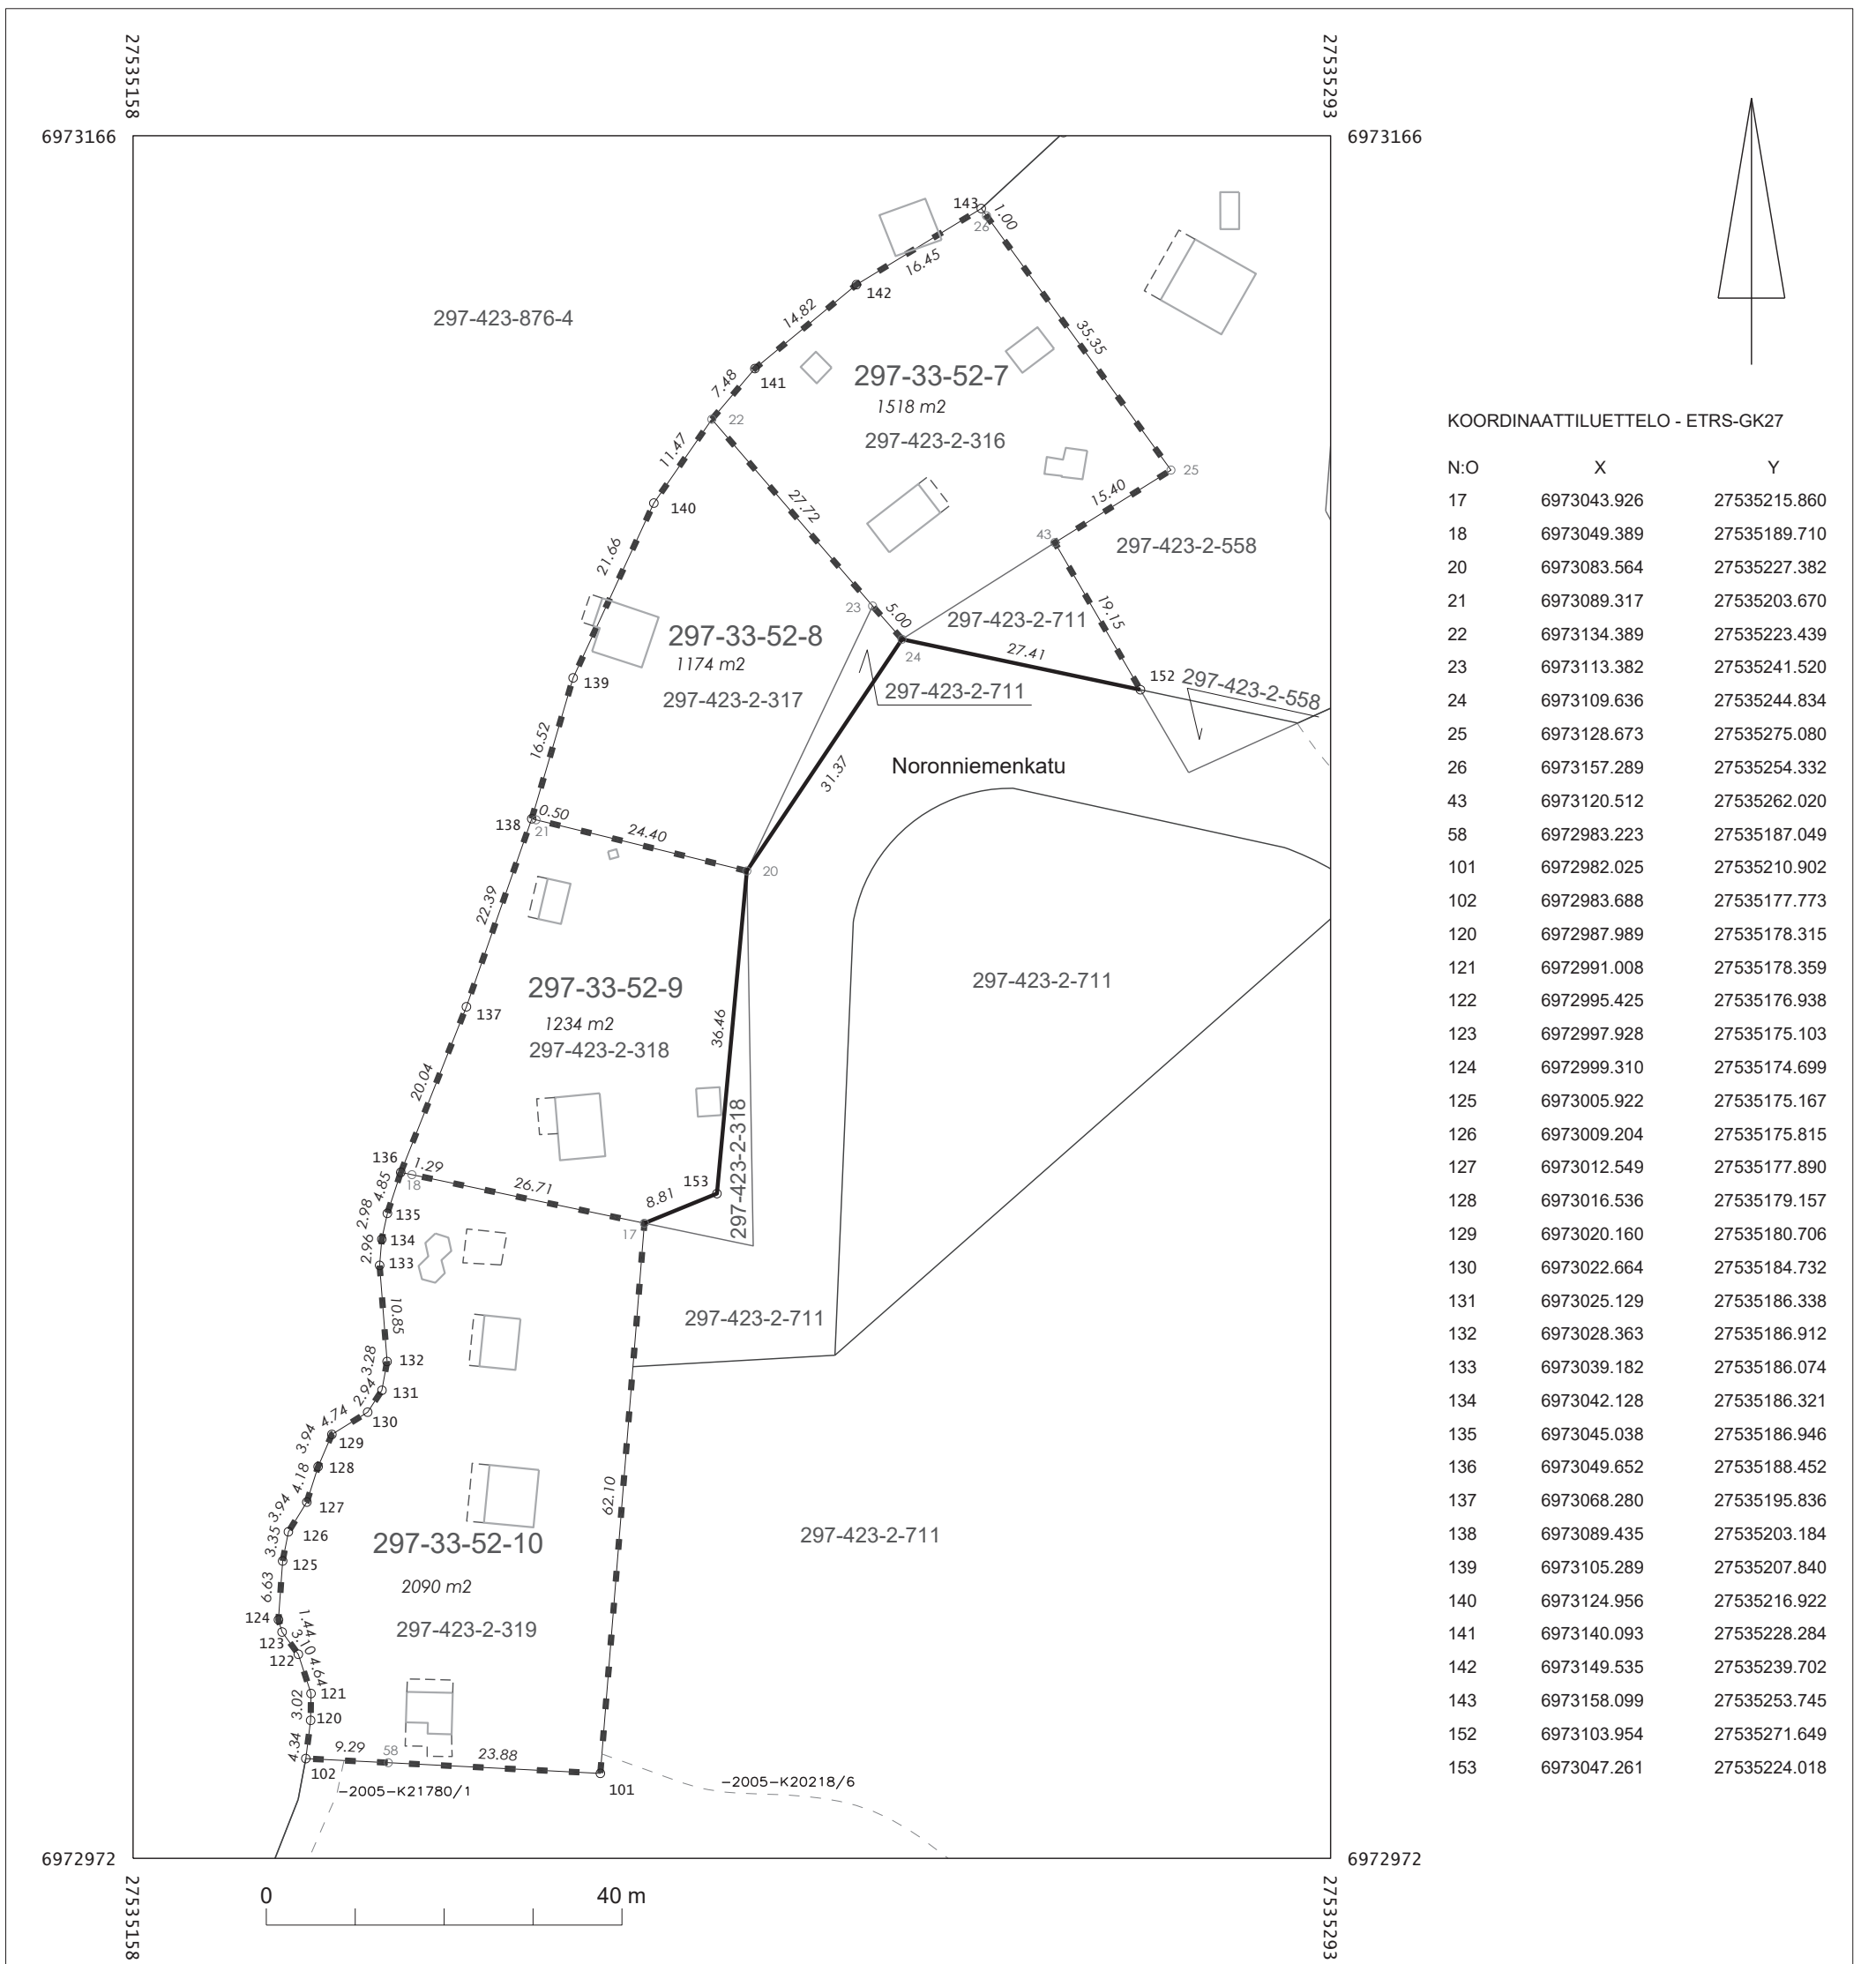 27535158
27535293
6973166
6973166
143
1.00
26
16.45
142
297-423-876-4
14.82
35.35
141
7.48
297-33-52-7
1518 m2
22
297-423-2-316
KOORDINAATTILUETTELO - ETRS-GK27
11.47
25
15.40
140
27.72
43
297-423-2-558
21.66
23
5.00
19.15
297-423-2-711
297-33-52-8
1174 m2
24
27.41
139
297-423-2-317
297-423-2-711
152
297-423-2-558
16.52
31.37
Noronniemenkatu
0.50
138
21
24.40
20
22.39
297-33-52-9
297-423-2-711
137
1234 m2
36.46
297-423-2-318
20.04
297-423-2-318
136
1.29
18
26.71
153
8.81
4.85
17
2.98
135
2.96
134
133
10.85
297-423-2-711
3.28
132
2.94
131
4.74
130
3.94
129
4.18
128
62.10
3.94
127
3.35
126
297-33-52-10
297-423-2-711
125
6.63
2090 m2
124
1.44
297-423-2-319
123
3.10
122
4.64
121
3.02
120
4.34
9.29
58
23.88
102
101
-2005-K21780/1
-2005-K20218/6
6972972
6972972
27535158
27535293
0 40 m
N:O X Y
17 6973043.926 27535215.860
18 6973049.389 27535189.710
20 6973083.564 27535227.382
21 6973089.317 27535203.670
22 6973134.389 27535223.439
23 6973113.382 27535241.520
24 6973109.636 27535244.834
25 6973128.673 27535275.080
26 6973157.289 27535254.332
43 6973120.512 27535262.020
58 6972983.223 27535187.049
101 6972982.025 27535210.902
102 6972983.688 27535177.773
120 6972987.989 27535178.315
121 6972991.008 27535178.359
122 6972995.425 27535176.938
123 6972997.928 27535175.103
124 6972999.310 27535174.699
125 6973005.922 27535175.167
126 6973009.204 27535175.815
127 6973012.549 27535177.890
128 6973016.536 27535179.157
129 6973020.160 27535180.706
130 6973022.664 27535184.732
131 6973025.129 27535186.338
132 6973028.363 27535186.912
133 6973039.182 27535186.074
134 6973042.128 27535186.321
135 6973045.038 27535186.946
136 6973049.652 27535188.452
137 6973068.280 27535195.836
138 6973089.435 27535203.184
139 6973105.289 27535207.840
140 6973124.956 27535216.922
141 6973140.093 27535228.284
142 6973149.535 27535239.702
143 6973158.099 27535253.745
152 6973103.954 27535271.649
153 6973047.261 27535224.018